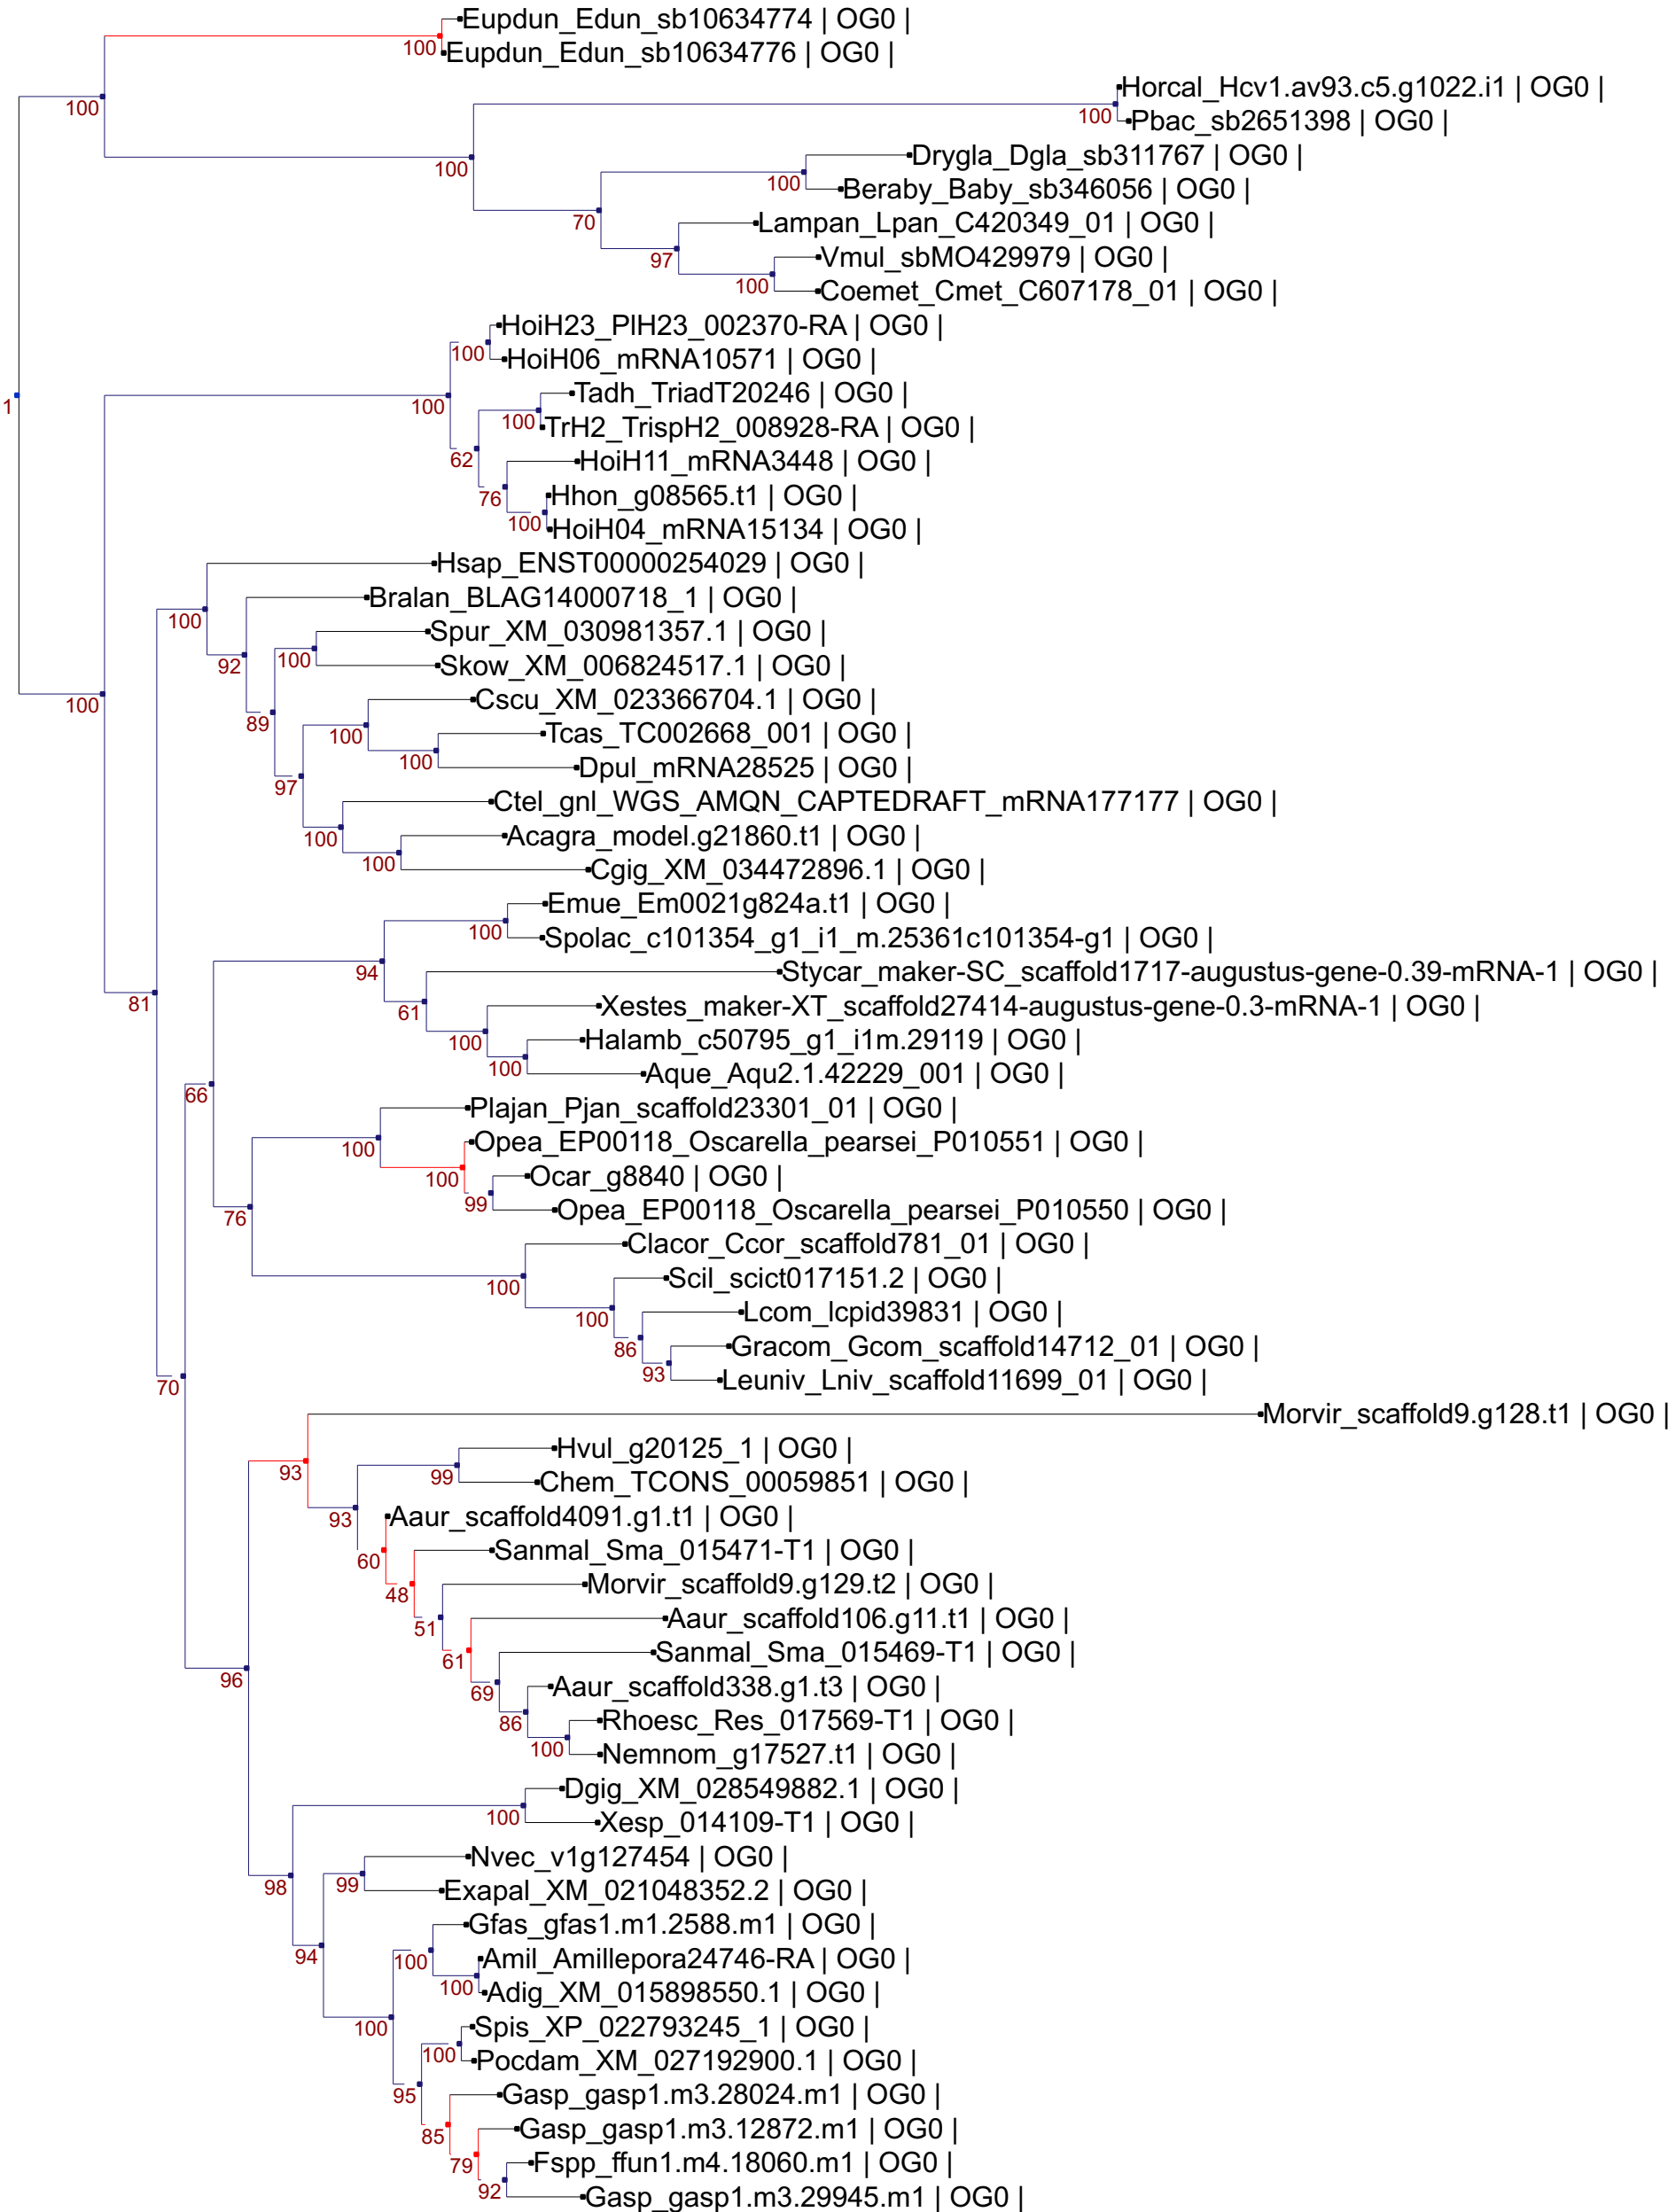 Eupdun_Edun_sb10634774 | OG0 |
100
Eupdun_Edun_sb10634776 | OG0 |
100
Horcal_Hcv1.av93.c5.g1022.i1 | OG0 |
100
Pbac_sb2651398 | OG0 |
100
Drygla_Dgla_sb311767 | OG0 |
100
Beraby_Baby_sb346056 | OG0 |
70
Lampan_Lpan_C420349_01 | OG0 |
97
Vmul_sbMO429979 | OG0 |
100
Coemet_Cmet_C607178_01 | OG0 |
HoiH23_PlH23_002370-RA | OG0 |
100
HoiH06_mRNA10571 | OG0 |
1
100
Tadh_TriadT20246 | OG0 |
100
TrH2_TrispH2_008928-RA | OG0 |
62
HoiH11_mRNA3448 | OG0 |
76
Hhon_g08565.t1 | OG0 |
100
HoiH04_mRNA15134 | OG0 |
Hsap_ENST00000254029 | OG0 |
Bralan_BLAG14000718_1 | OG0 |
100
Spur_XM_030981357.1 | OG0 |
92
100
Skow_XM_006824517.1 | OG0 |
100
89
Cscu_XM_023366704.1 | OG0 |
100
Tcas_TC002668_001 | OG0 |
100
Dpul_mRNA28525 | OG0 |
97
Ctel_gnl_WGS_AMQN_CAPTEDRAFT_mRNA177177 | OG0 |
100
Acagra_model.g21860.t1 | OG0 |
100
Cgig_XM_034472896.1 | OG0 |
Emue_Em0021g824a.t1 | OG0 |
100
Spolac_c101354_g1_i1_m.25361c101354-g1 | OG0 |
94
Stycar_maker-SC_scaffold1717-augustus-gene-0.39-mRNA-1 | OG0 |
81
61
Xestes_maker-XT_scaffold27414-augustus-gene-0.3-mRNA-1 | OG0 |
100
Halamb_c50795_g1_i1m.29119 | OG0 |
100
Aque_Aqu2.1.42229_001 | OG0 |
66
Plajan_Pjan_scaffold23301_01 | OG0 |
100
Opea_EP00118_Oscarella_pearsei_P010551 | OG0 |
100
Ocar_g8840 | OG0 |
99
Opea_EP00118_Oscarella_pearsei_P010550 | OG0 |
76
Clacor_Ccor_scaffold781_01 | OG0 |
100
Scil_scict017151.2 | OG0 |
100
Lcom_lcpid39831 | OG0 |
86
Gracom_Gcom_scaffold14712_01 | OG0 |
93
Leuniv_Lniv_scaffold11699_01 | OG0 |
70
Morvir_scaffold9.g128.t1 | OG0 |
Hvul_g20125_1 | OG0 |
93
99
Chem_TCONS_00059851 | OG0 |
93
Aaur_scaffold4091.g1.t1 | OG0 |
60
Sanmal_Sma_015471-T1 | OG0 |
48
Morvir_scaffold9.g129.t2 | OG0 |
51
Aaur_scaffold106.g11.t1 | OG0 |
61
Sanmal_Sma_015469-T1 | OG0 |
96
69
Aaur_scaffold338.g1.t3 | OG0 |
86
Rhoesc_Res_017569-T1 | OG0 |
100
Nemnom_g17527.t1 | OG0 |
Dgig_XM_028549882.1 | OG0 |
100
Xesp_014109-T1 | OG0 |
Nvec_v1g127454 | OG0 |
98
99
Exapal_XM_021048352.2 | OG0 |
Gfas_gfas1.m1.2588.m1 | OG0 |
94
100
Amil_Amillepora24746-RA | OG0 |
100
Adig_XM_015898550.1 | OG0 |
100
Spis_XP_022793245_1 | OG0 |
100
Pocdam_XM_027192900.1 | OG0 |
95
Gasp_gasp1.m3.28024.m1 | OG0 |
85
Gasp_gasp1.m3.12872.m1 | OG0 |
79
Fspp_ffun1.m4.18060.m1 | OG0 |
92
Gasp_gasp1.m3.29945.m1 | OG0 |